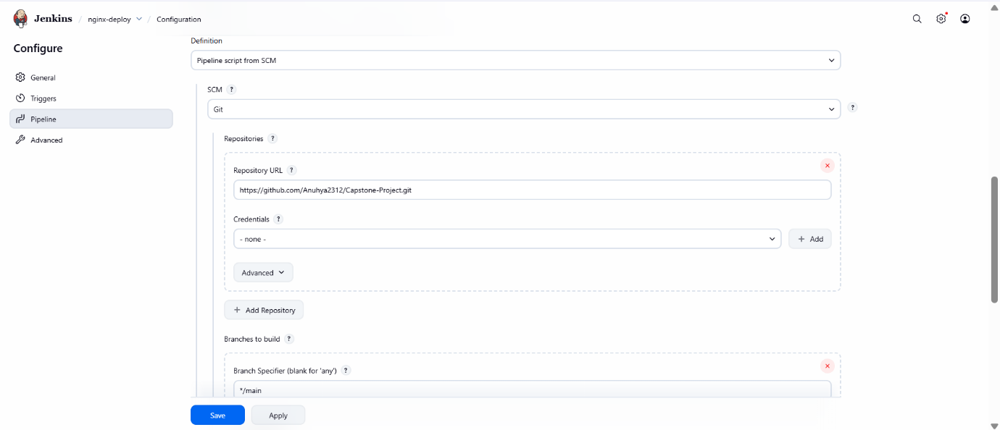 Jenkins / nginx-deploy / Configuration
Configure
General
Triggers
Pipeline
Advanced
Definition
Pipeline script from SCM
SCM ?
Git
?
Repositories ?
Repository URL ?
https://github.com/Anuhya2312/Capstone-Project.git
Credentials ?
- none -
+ Add
Advanced
+ Add Repository
Branches to build ?
Branch Specifier (blank for 'any') ?
*/main
Save
Apply